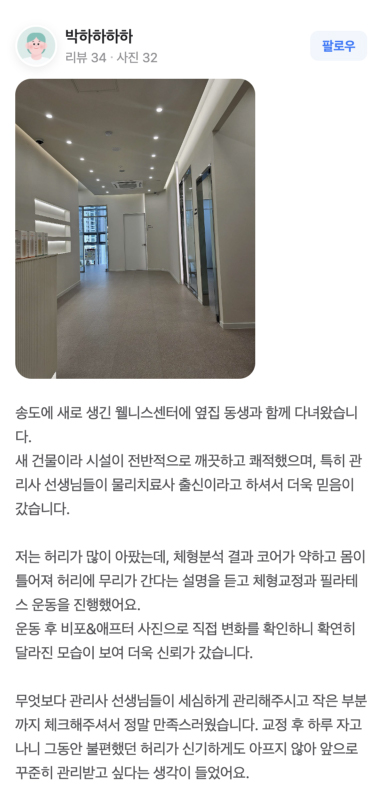 박하하하하
리뷰 34 · 사진 32
팔로우
송도에 새로 생긴 웰니스센터에 옆집 동생과 함께 다녀왔습니
다.
새 건물이라 시설이 전반적으로 깨끗하고 쾌적했으며, 특히 관
리사 선생님들이 물리치료사 출신이라고 하셔서 더욱 믿음이
갔습니다.
저는 허리가 많이 아팠는데, 체형분석 결과 코어가 약하고 몸이
틀어져 허리에 무리가 간다는 설명을 듣고 체형교정과 필라테
스 운동을 진행했어요.
운동 후 비포&애프터 사진으로 직접 변화를 확인하니 확연히
달라진 모습이 보여 더욱 신뢰가 갔습니다.
무엇보다 관리사 선생님들이 세심하게 관리해주시고 작은 부분
까지 체크해주셔서 정말 만족스러웠습니다. 교정 후 하루 자고
나니 그동안 불편했던 허리가 신기하게도 아프지 않아 앞으로
꾸준히 관리받고 싶다는 생각이 들었어요.